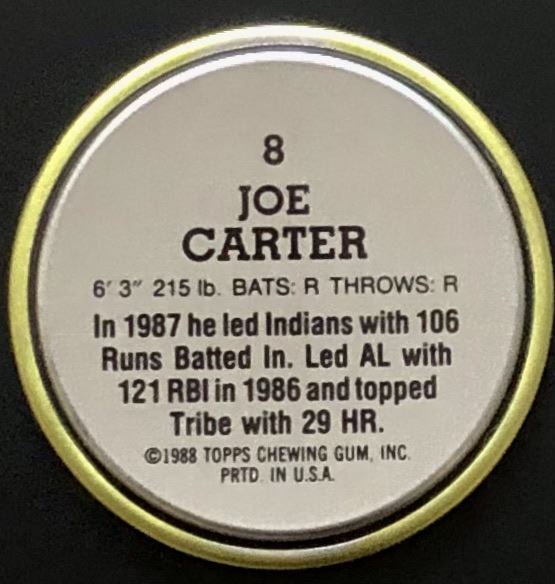 8
JOE
CARTER
6' 3" 215 lb. BATS: R THROWS: R
In 1987 he led Indians with 106
Runs Batted In. Led AL with
121 RBI in 1986 and topped
Tribe with 29 HR.
©1988 TOPPS CHEWING GUM, INC.
PRTD. IN U.S.A.